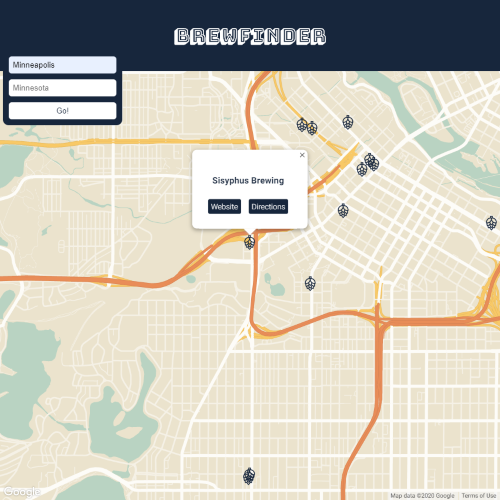 BREWFINDER
Minneapolis
Minnesota
Go!
×
Sisyphus Brewing
Website Directions
Google
Map data ©2020 Google Terms of Use